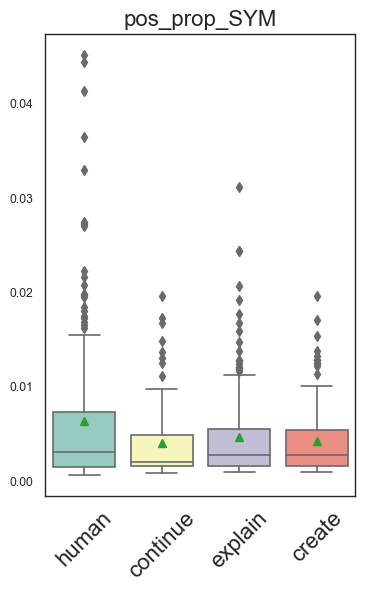 pos_prop_SYM
0.04
0.03
0.02
0.01
0.00
human
continue
explain
create